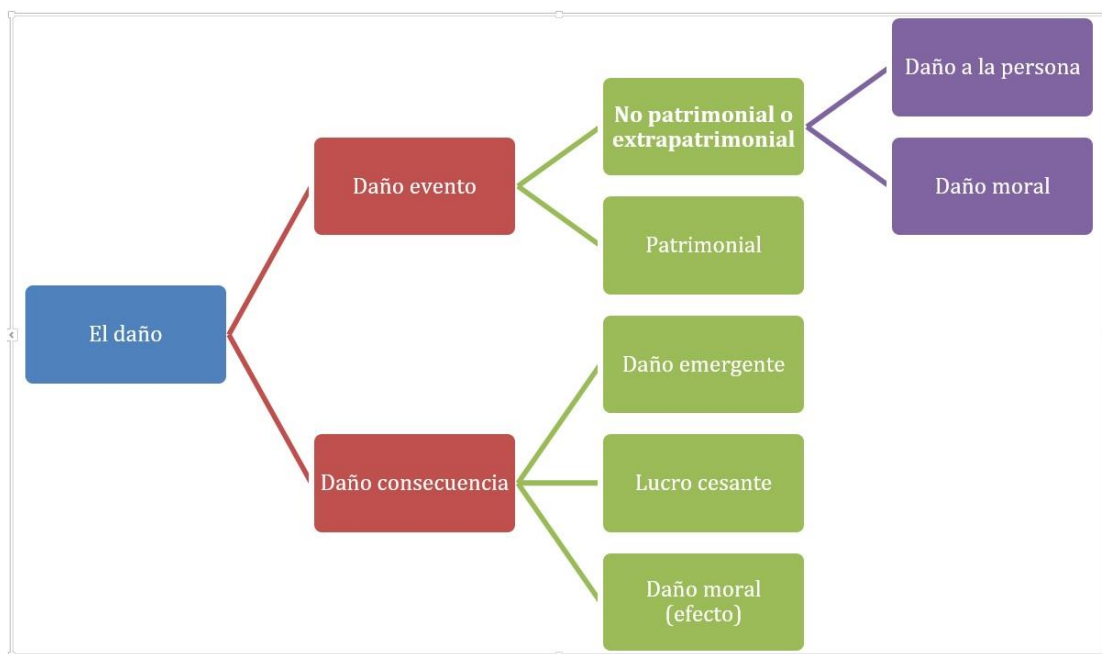 El daño
Daño evento
Daño consecuencia
No patrimonial o
extrapatrimonial
Patrimonial
Daño emergente
Lucro cesante
Daño moral
(efecto)
Daño a la persona
Daño moral